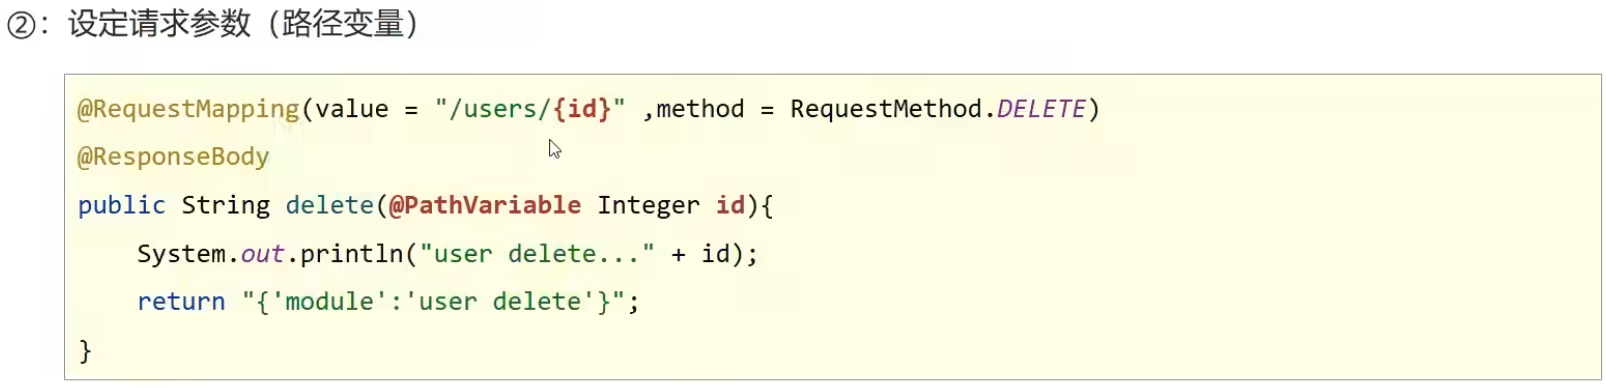 ②：设定请求参数（路径变量）
@RequestMapping(value = "/users/{id}" ,method = RequestMethod.DELETE)
@ResponseBody
public String delete(@PathVariable Integer id){
    System.out.println("user delete..." + id);
    return "{'module':'user delete'}";
}